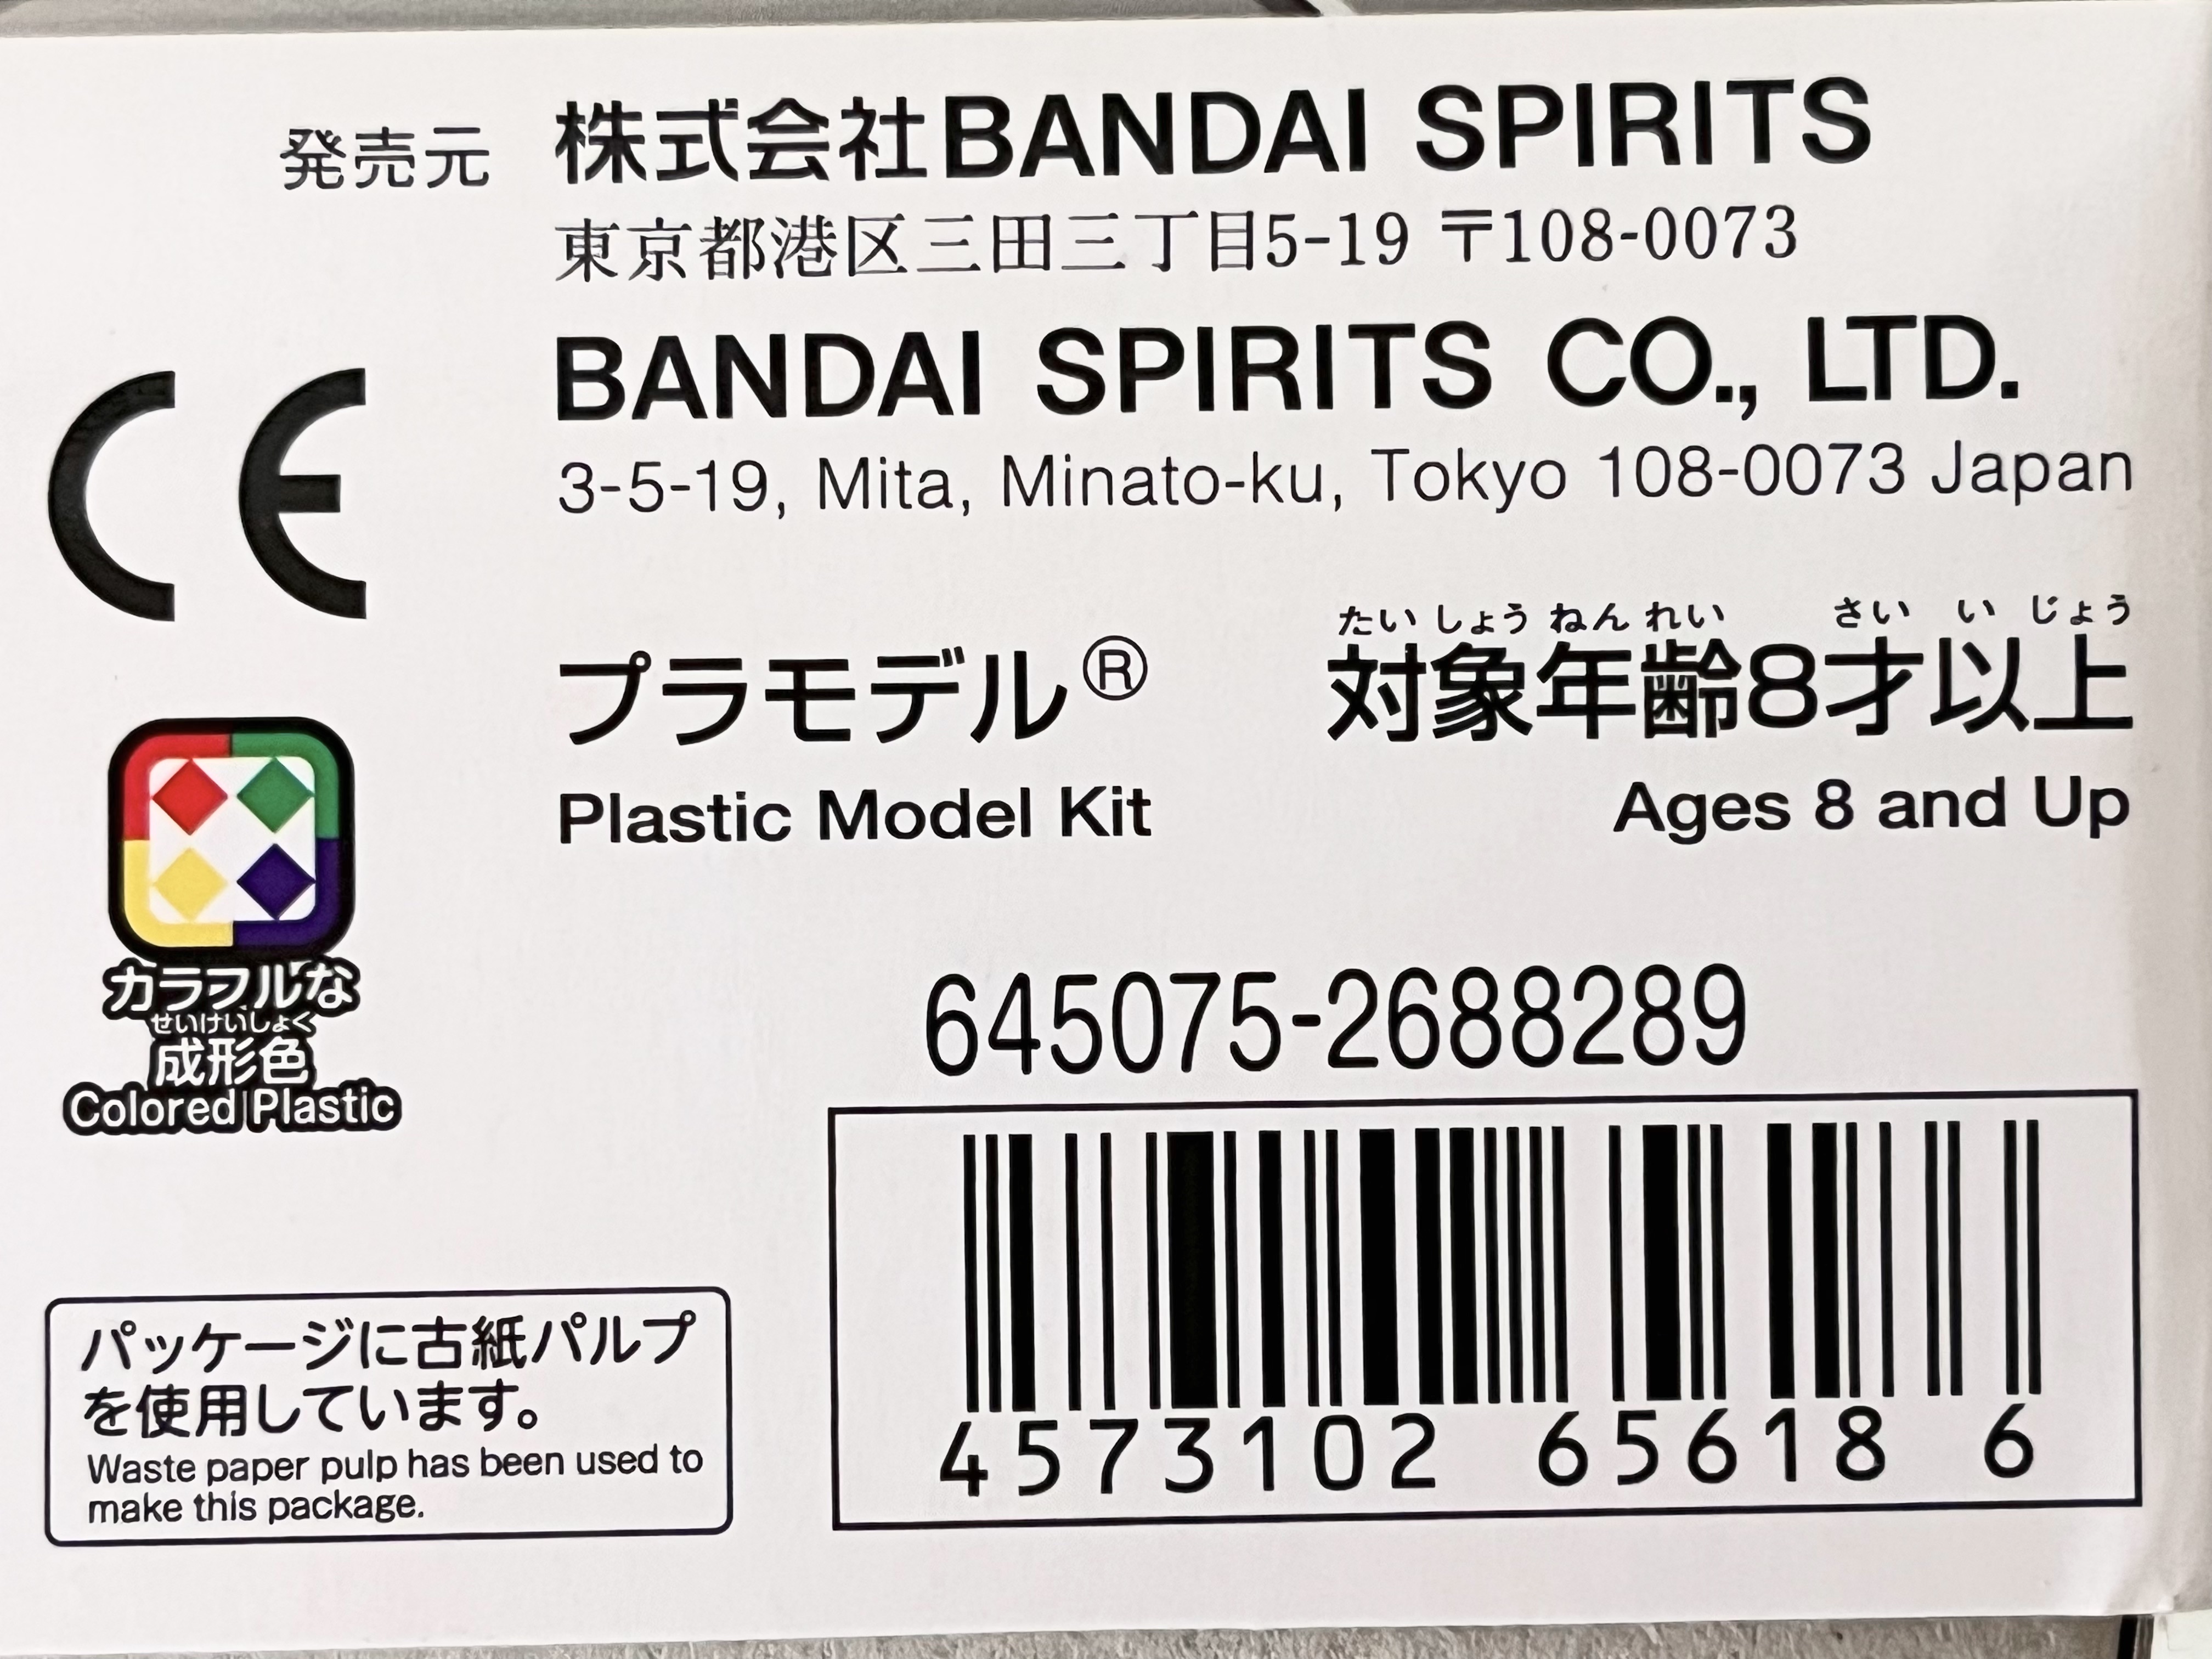 発売元 株式会社BANDAI SPIRITS
東京都港区三田三丁目5-19 〒108-0073
BANDAI SPIRITS CO., LTD.
3-5-19, Mita, Minato-ku, Tokyo 108-0073 Japan
CE
プラモデル®
Plastic Model Kit
たいしょうねんれい さいいじょう
対象年齢8才以上
Ages 8 and Up
カラフルな
せいけいしょく
成形色
Colored Plastic
645075-2688289
4573102 65618 6
パッケージに古紙パルプ
を使用しています。
Waste paper pulp has been used to
make this package.